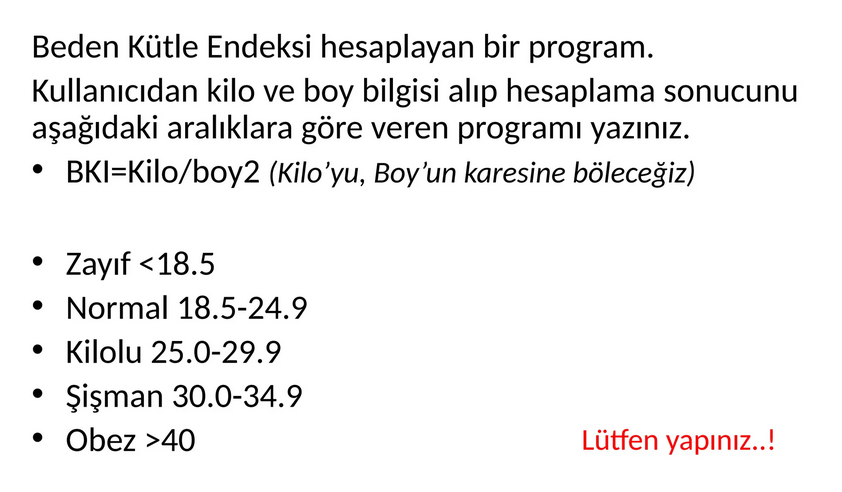 Beden Kütle Endeksi hesaplayan bir program.
Kullanıcıdan kilo ve boy bilgisi alıp hesaplama sonucunu
aşağıdaki aralıklara göre veren programı yazınız.
• BKI=Kilo/boy2 (Kilo’yu, Boy’un karesine böleceğiz)
• Zayıf <18.5
• Normal 18.5-24.9
• Kilolu 25.0-29.9
• Şişman 30.0-34.9
• Obez >40
Lütfen yapınız..!